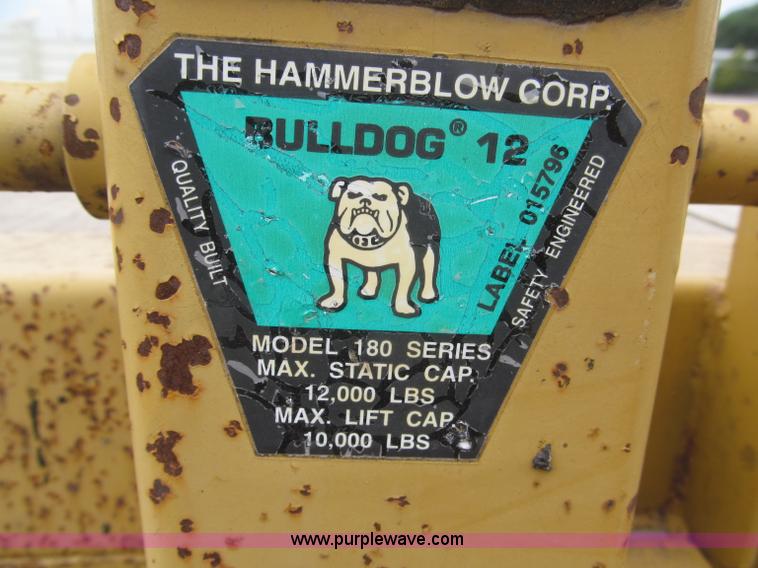 THE HAMMERBLOW CORP.
BULLDOG® 12
QUALITY BUILT
LABEL 015796
SAFETY ENGINEERED
MODEL 180 SERIES
MAX. STATIC CAP.
12,000 LBS
MAX. LIFT CAP.
10,000 LBS
www.purplewave.com